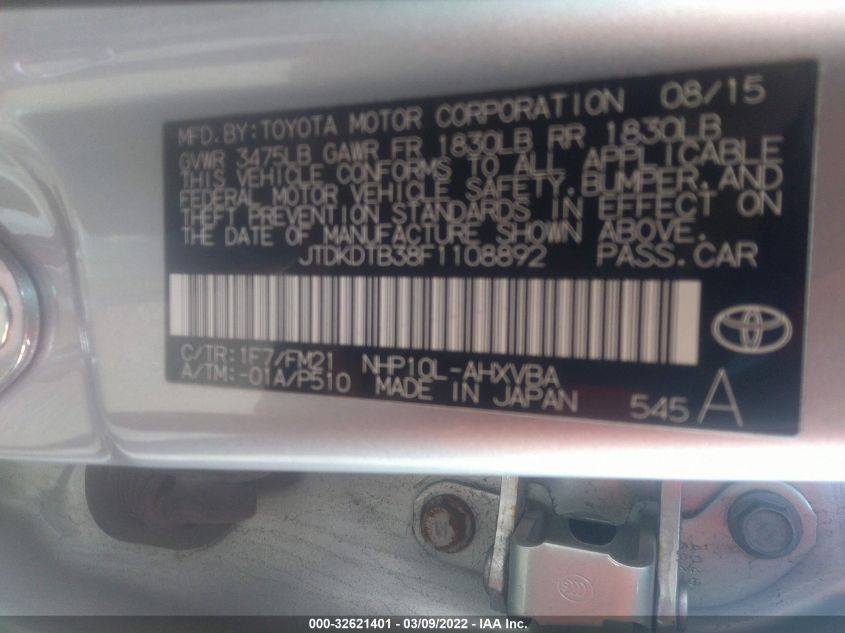 MFD.BY:TOYOTA MOTOR CORPORATION 08/15
GVWR 3475LB GAWR FR 1830LB RR 1830LB
THIS VEHICLE CONFORMS TO ALL APPLICABLE
FEDERAL MOTOR VEHICLE SAFETY,BUMPER,AND
THEFT PREVENTION STANDARDS IN EFFECT ON
THE DATE OF MANUFACTURE SHOWN ABOVE.
JTDKDTB38F1108892 PASS.CAR
C/TR:1F7/FM21 NHP10L-AHXVBA
A/TM:-01A/P510 MADE IN JAPAN
545 A
000-32621401 - 03/09/2022 - IAA Inc.